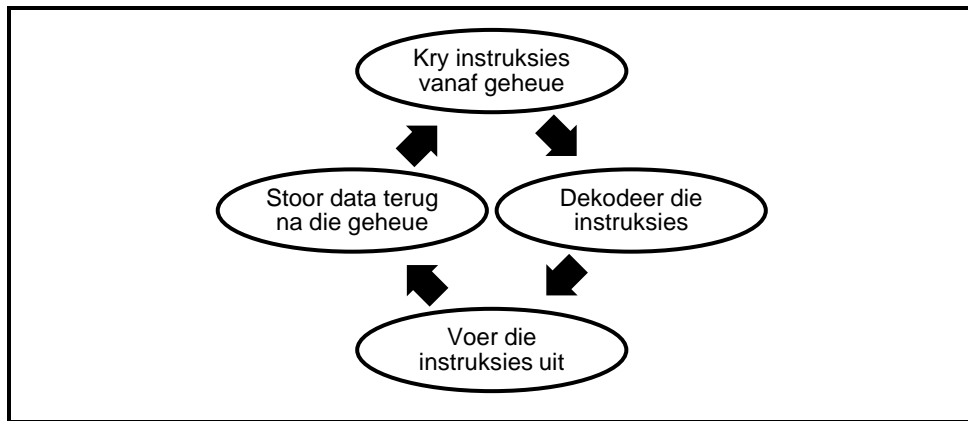 Kry instruksies
vanaf geheue
Stoor data terug
na die geheue
Dekodeer die
instruksies
Voer die
instruksies uit